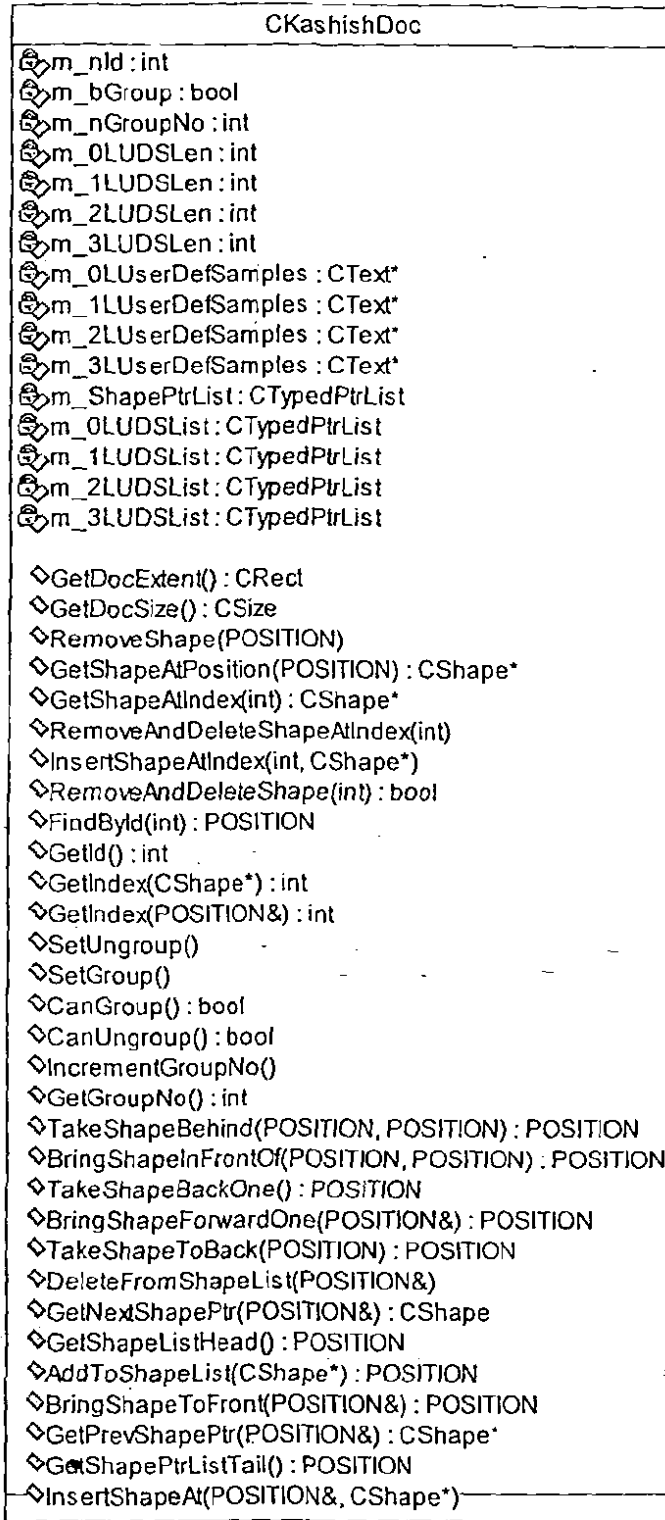 CKashishDoc
m_nId : int
m_bGroup : bool
m_nGroupNo : int
m_0LUDSLen : int
m_1LUDSLen : int
m_2LUDSLen : int
m_3LUDSLen : int
m_0LUserDefSamples : CText*
m_1LUserDefSamples : CText*
m_2LUserDefSamples : CText*
m_3LUserDefSamples : CText*
m_ShapePtrList : CTypedPtrList
m_0LUDSList : CTypedPtrList
m_1LUDSList : CTypedPtrList
m_2LUDSList : CTypedPtrList
m_3LUDSList : CTypedPtrList
GetDocExtent() : CRect
GetDocSize() : CSize
RemoveShape(POSITION)
GetShapeAtPosition(POSITION) : CShape*
GetShapeAtIndex(int) : CShape*
RemoveAndDeleteShapeAtIndex(int)
InsertShapeAtIndex(int, CShape*)
RemoveAndDeleteShape(int) : bool
FindById(int) : POSITION
GetId() : int
GetIndex(CShape*) : int
GetIndex(POSITION&) : int
SetUngroup()
SetGroup()
CanGroup() : bool
CanUngroup() : bool
IncrementGroupNo()
GetGroupNo() : int
TakeShapeBehind(POSITION, POSITION) : POSITION
BringShapeInFrontOf(POSITION, POSITION) : POSITION
TakeShapeBackOne() : POSITION
BringShapeForwardOne(POSITION&) : POSITION
TakeShapeToBack(POSITION) : POSITION
DeleteFromShapeList(POSITION&)
GetNextShapePtr(POSITION&) : CShape
GetShapeListHead() : POSITION
AddToShapeList(CShape*) : POSITION
BringShapeToFront(POSITION&) : POSITION
GetPrevShapePtr(POSITION&) : CShape*
GetShapePtrListTail() : POSITION
InsertShapeAt(POSITION&, CShape*)